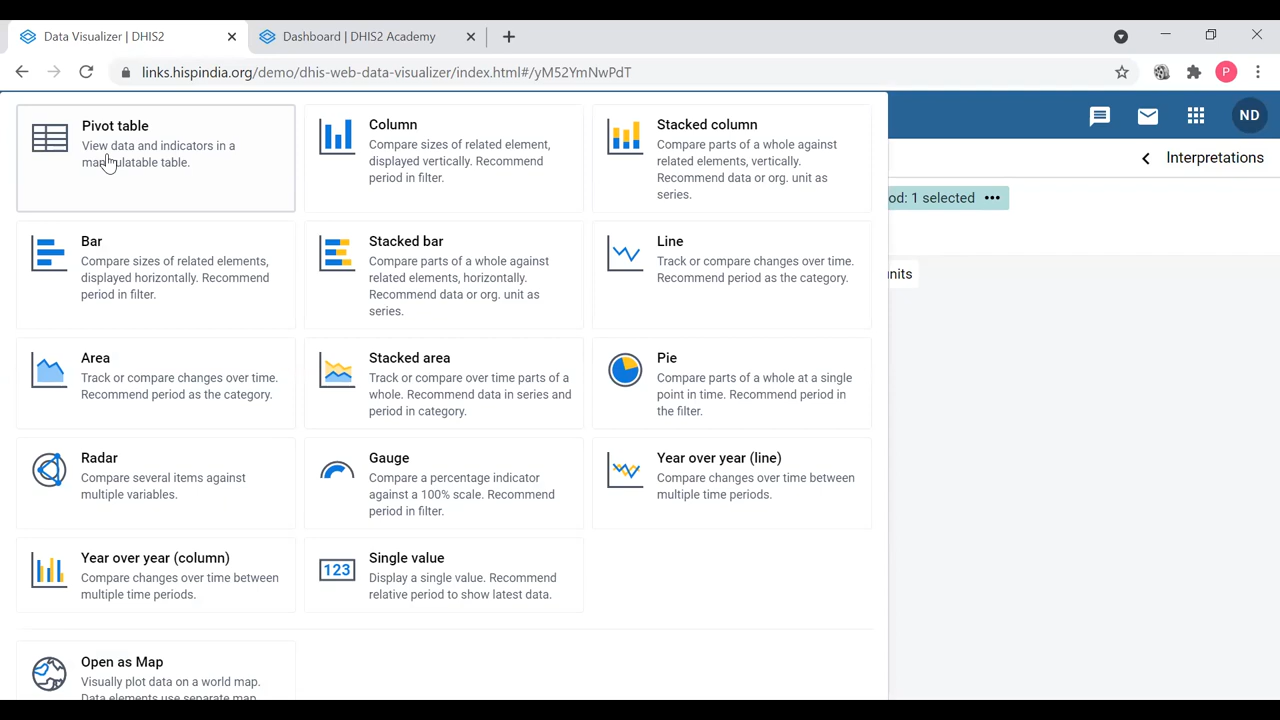 Data Visualizer | DHIS2
Dashboard | DHIS2 Academy
links.hispindia.org/demo/dhis-web-data-visualizer/index.html#/yM52YmNwPdT
P
ND
Interpretations
od: 1 selected
nits
Pivot table
View data and indicators in a
ulatable table.
Column
Compare sizes of related element,
displayed vertically. Recommend
period in filter.
Stacked column
Compare parts of a whole against
related elements, vertically.
Recommend data or org. unit as
series.
Bar
Compare sizes of related elements,
displayed horizontally. Recommend
period in filter.
Stacked bar
Compare parts of a whole against
related elements, horizontally.
Recommend data or org. unit as
series.
Line
Track or compare changes over time.
Recommend period as the category.
Area
Track or compare changes over time.
Recommend period as the category.
Stacked area
Track or compare over time parts of a
whole. Recommend data in series and
period in category.
Pie
Compare parts of a whole at a single
point in time. Recommend period in
the filter.
Radar
Compare several items against
multiple variables.
Gauge
Compare a percentage indicator
against a 100% scale. Recommend
period in filter.
Year over year (line)
Compare changes over time between
multiple time periods.
Year over year (column)
Compare changes over time between
multiple time periods.
123
Single value
Display a single value. Recommend
relative period to show latest data.
Open as Map
Visually plot data on a world map.
Data elements use separate map